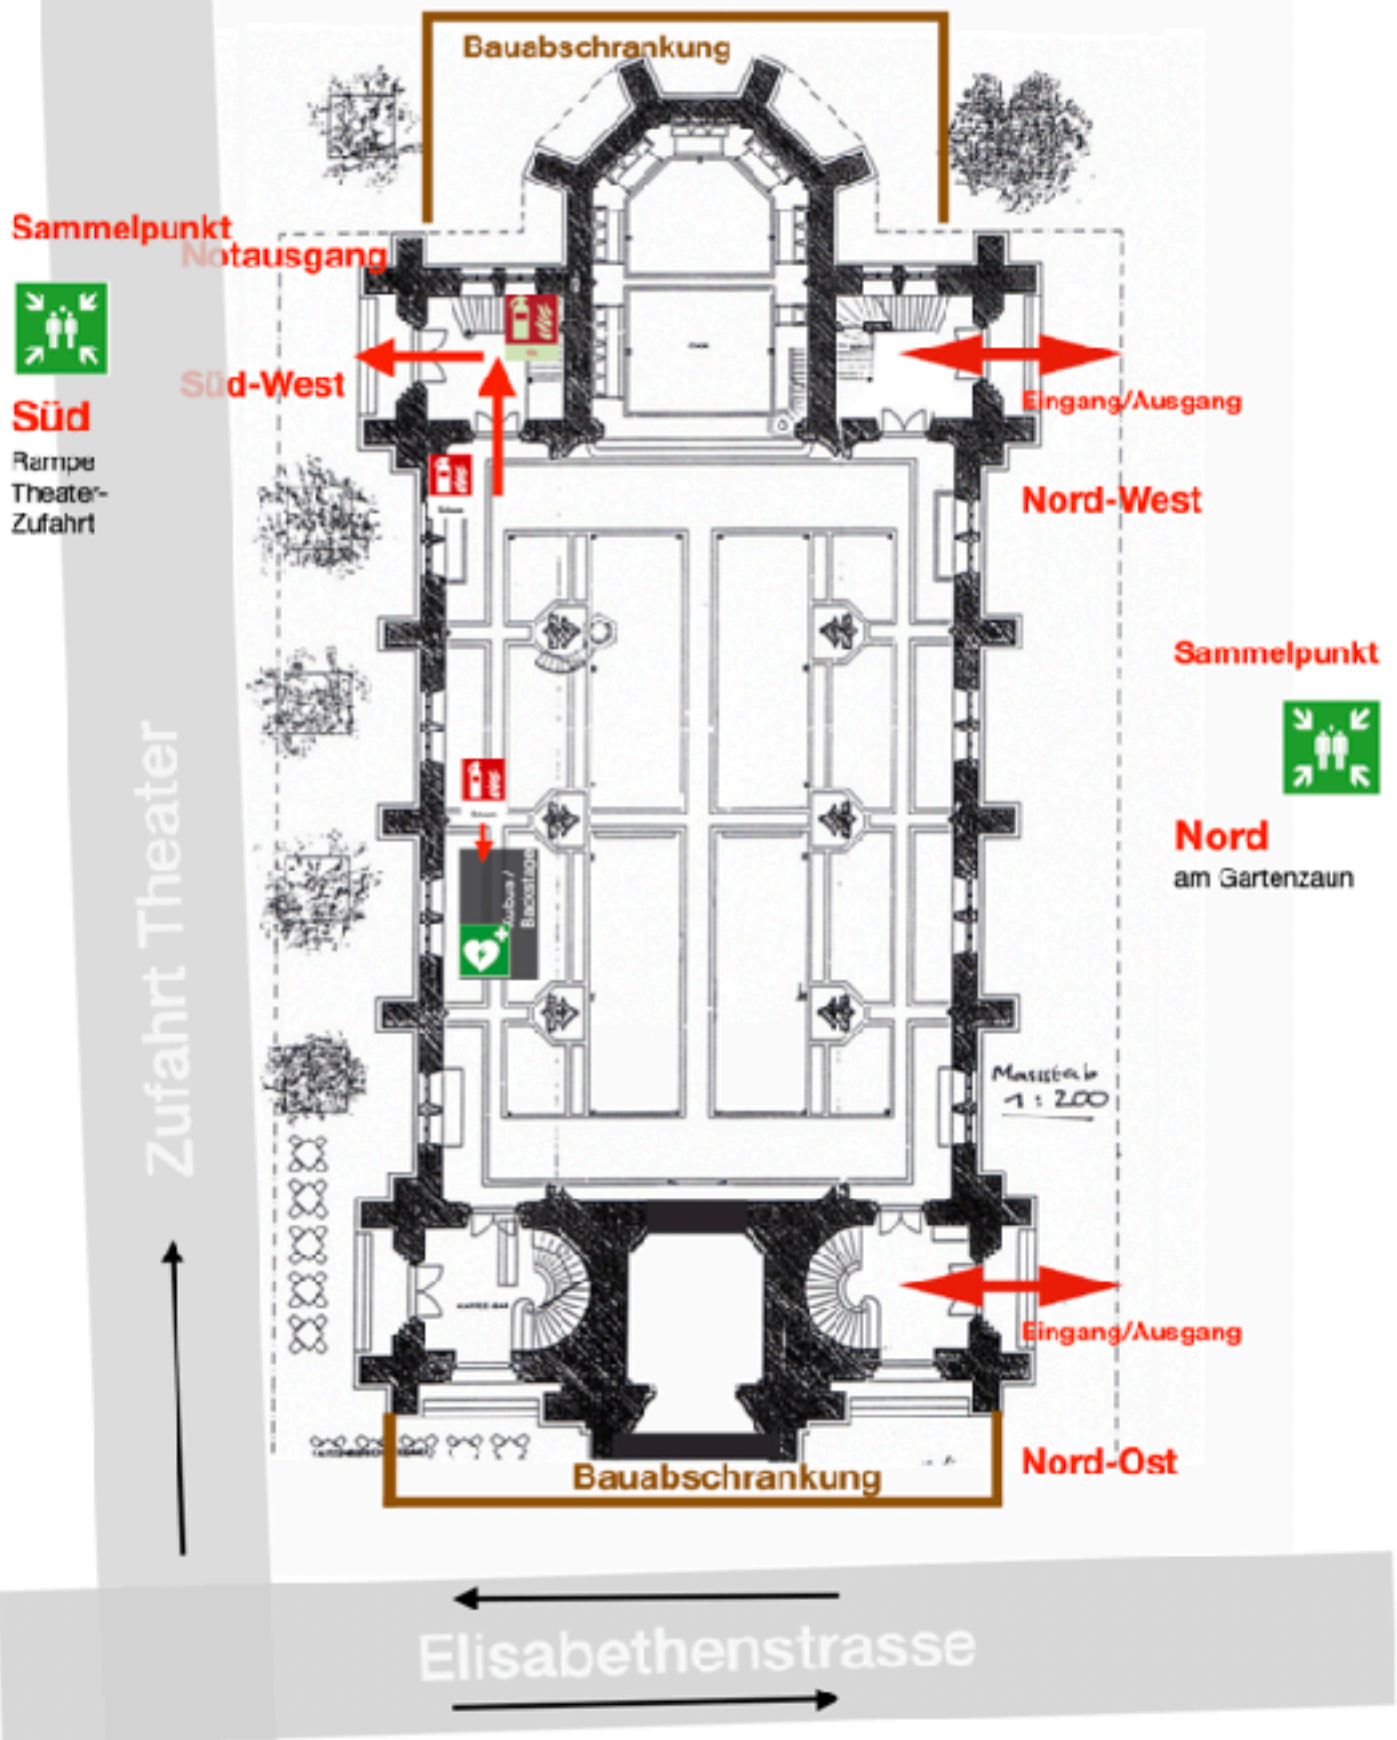 Bauabschrankung
Sammelpunkt
Notausgang
Süd-West
Süd
Rampe
Theater-
Zufahrt
Eingang/Ausgang
Nord-West
Sammelpunkt
Nord
am Gartenzaun
Zufahrt Theater
Backstage
Massstab
1 : 200
Eingang/Ausgang
Nord-Ost
Bauabschrankung
Elisabethenstrasse